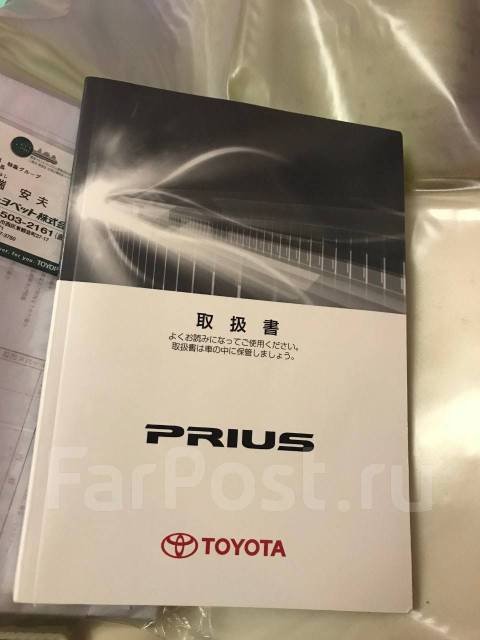 取扱書
よくお読みになってご使用ください。
取扱書は車の中に保管しましょう。
PRIUS
TOYOTA
安夫
503-2161
TOYOP
FarPost.ru